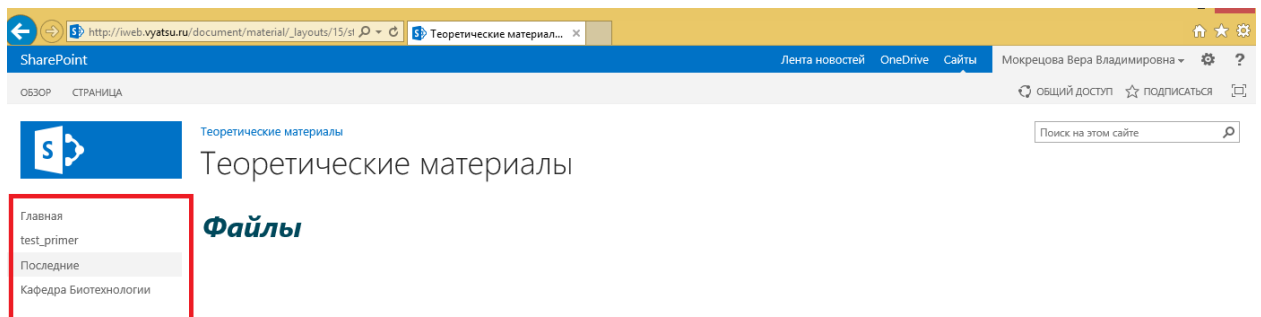 http://iweb.vyatsu.ru/document/material/_layouts/15/st
Теоретические материал...
SharePoint
Лента новостей OneDrive Сайты Мокрецова Вера Владимировна ?
ОБЗОР СТРАНИЦА
ОБЩИЙ ДОСТУП ПОДПИСАТЬСЯ
S
Теоретические материалы
Поиск на этом сайте
Теоретические материалы
Главная
test_primer
Последние
Кафедра Биотехнологии
Файлы